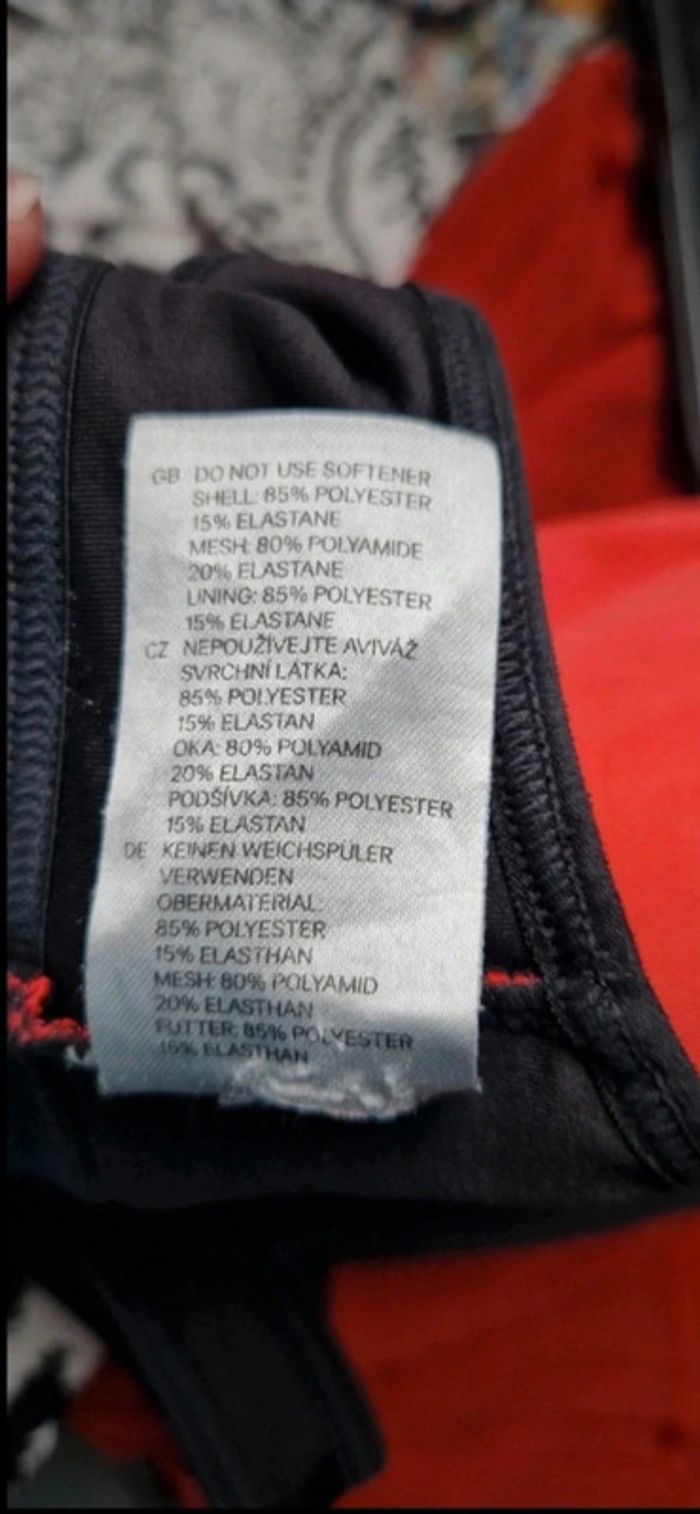 GB DO NOT USE SOFTENER
SHELL: 85% POLYESTER
15% ELASTANE
MESH: 80% POLYAMIDE
20% ELASTANE
LINING: 85% POLYESTER
15% ELASTANE
CZ NEPOUŽÍVEJTE AVIVÁŽ
SVRCHNÍ LÁTKA:
85% POLYESTER
15% ELASTAN
OKA: 80% POLYAMID
20% ELASTAN
PODŠÍVKA: 85% POLYESTER
15% ELASTAN
DE KEINEN WEICHSPÜLER
VERWENDEN
OBERMATERIAL:
85% POLYESTER
15% ELASTHAN
MESH: 80% POLYAMID
20% ELASTHAN
FUTTER: 85% POLYESTER
15% ELASTHAN